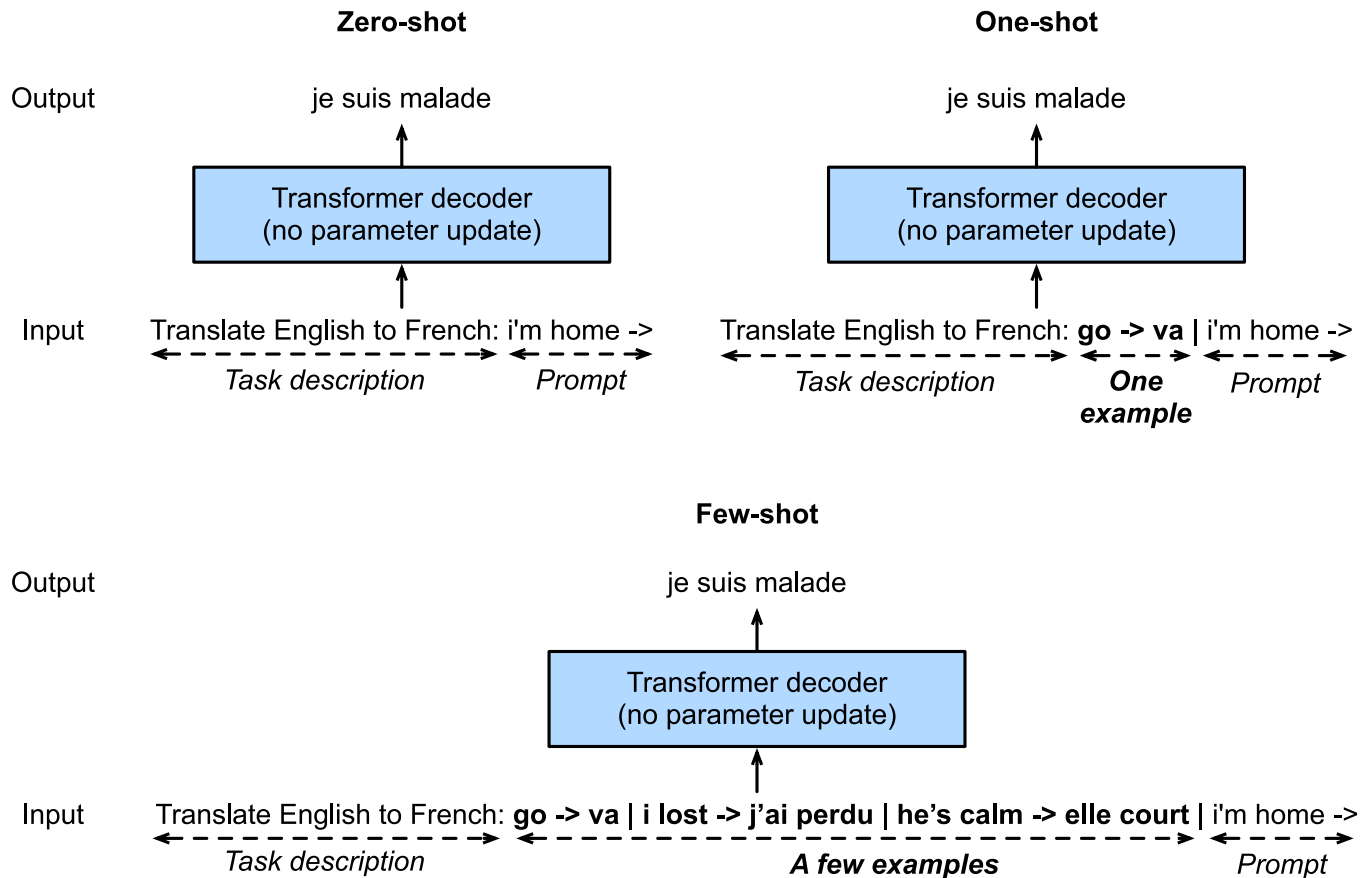 Zero-shot
One-shot
Output
je suis malade
je suis malade
Transformer decoder
(no parameter update)
Transformer decoder
(no parameter update)
Input
Translate English to French: i'm home ->
Translate English to French: go -> va | i'm home ->
Task description
Prompt
Task description
One
example
Prompt
Few-shot
Output
je suis malade
Transformer decoder
(no parameter update)
Input
Translate English to French: go -> va | i lost -> j’ai perdu | he’s calm -> elle court | i'm home ->
Task description
A few examples
Prompt